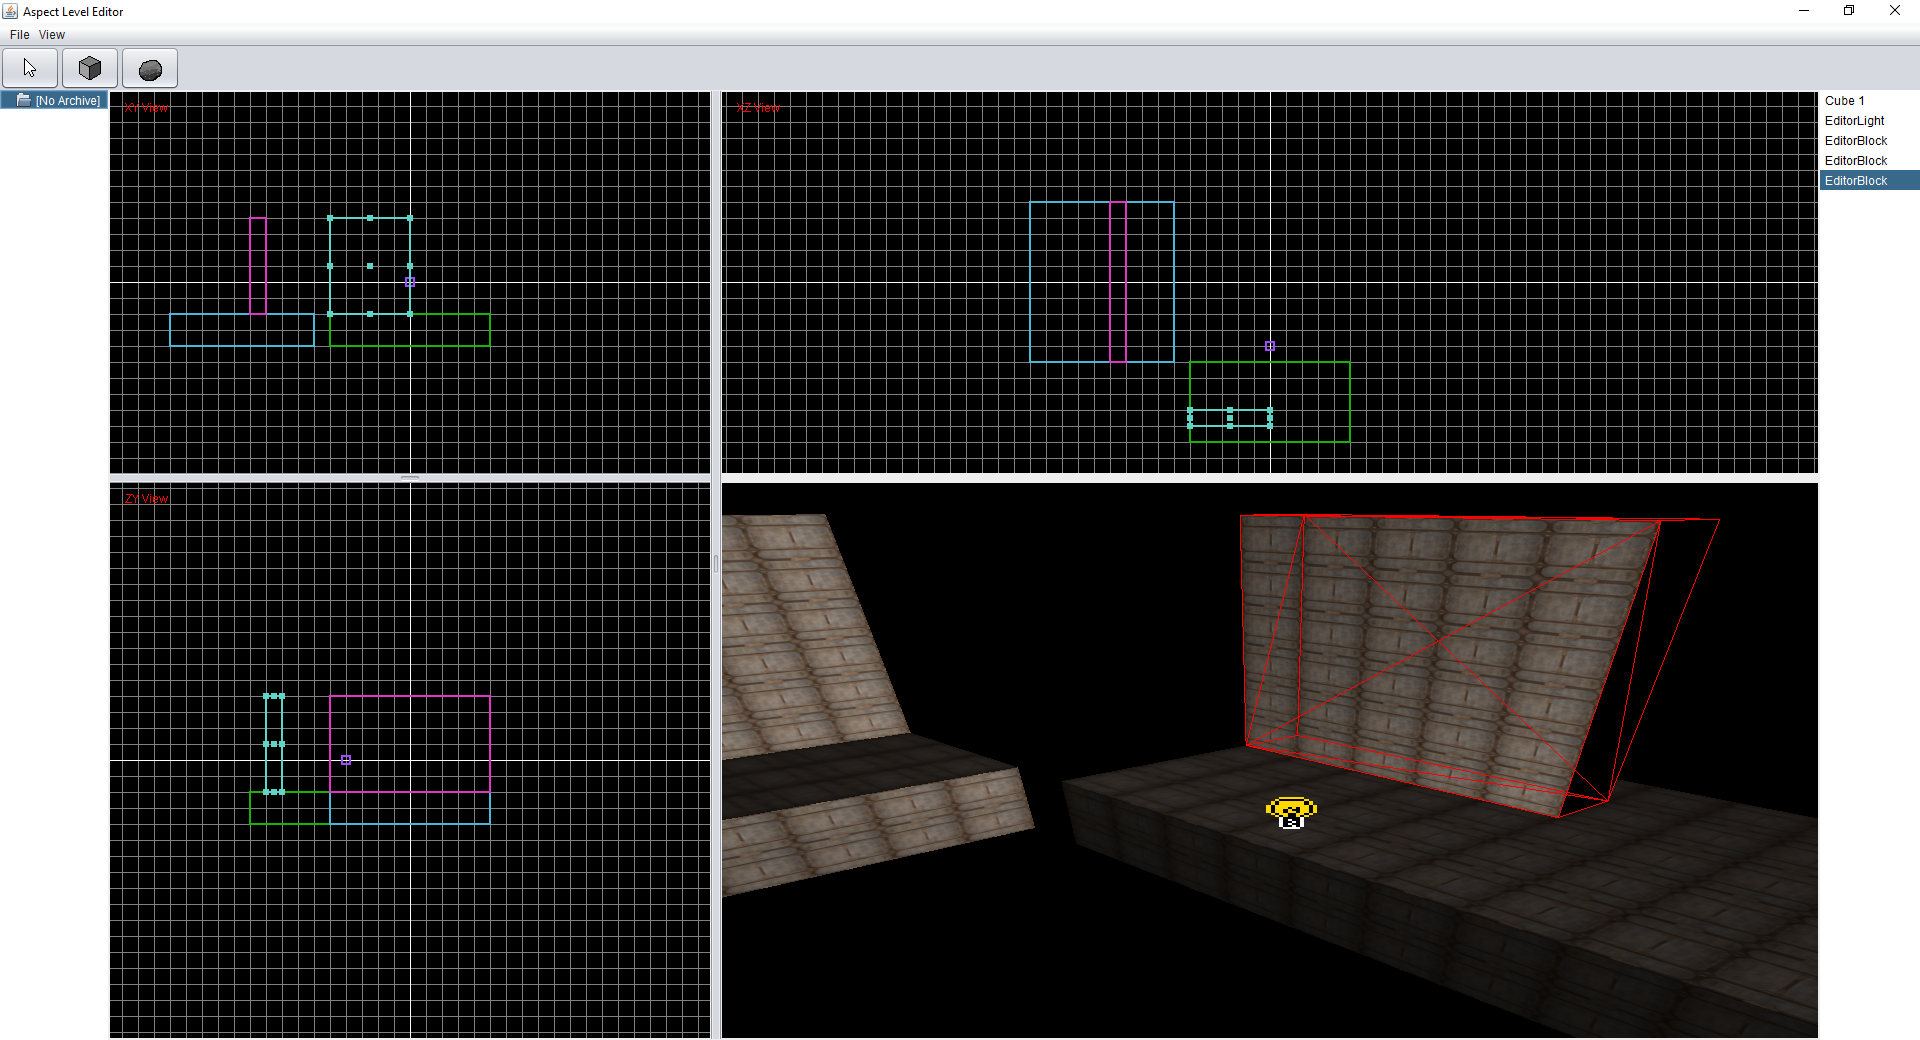 Aspect Level Editor
File View
[No Archive]
XY View
XZ View
ZY View
Cube 1
EditorLight
EditorBlock
EditorBlock
EditorBlock